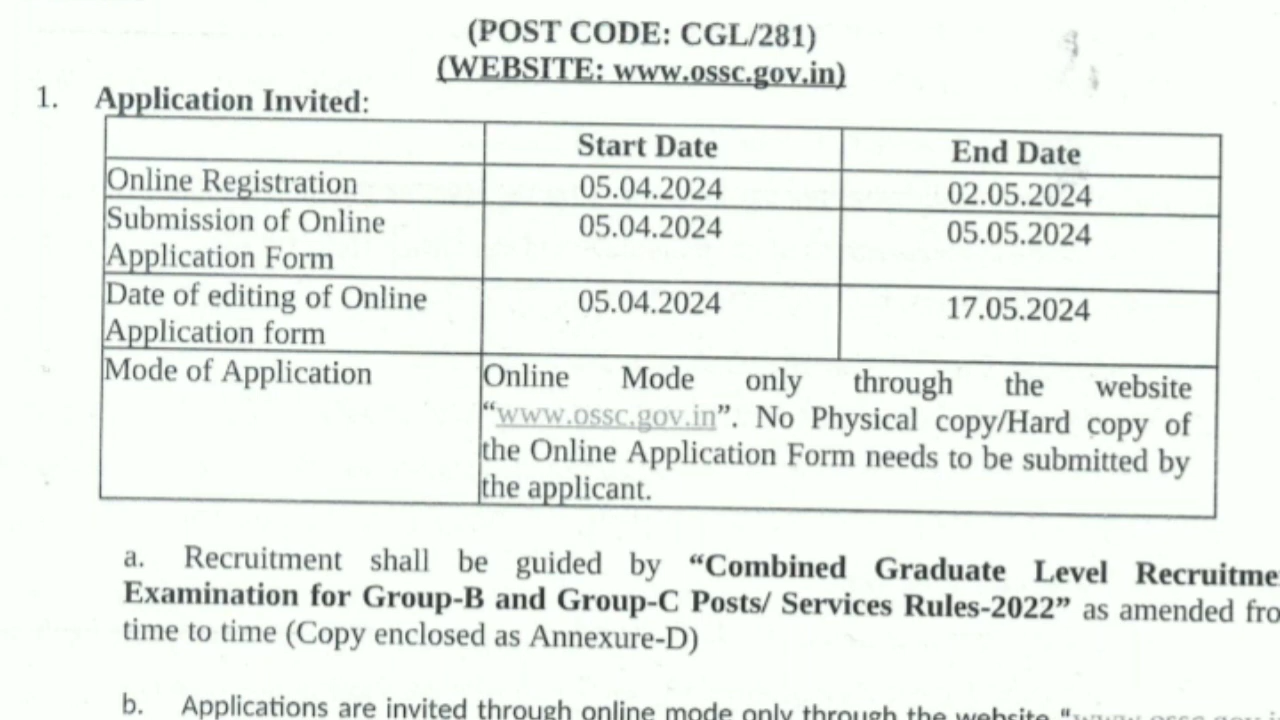 (POST CODE: CGL/281)
(WEBSITE: www.ossc.gov.in)
1. Application Invited:
Start Date End Date
Online Registration 05.04.2024 02.05.2024
Submission of Online 05.04.2024 05.05.2024
Application Form
Date of editing of Online 05.04.2024 17.05.2024
Application form
Mode of Application Online Mode only through the website
“www.ossc.gov.in”. No Physical copy/Hard copy of
the Online Application Form needs to be submitted by
the applicant.
a. Recruitment shall be guided by “Combined Graduate Level Recruitme
Examination for Group-B and Group-C Posts/ Services Rules-2022” as amended fro
time to time (Copy enclosed as Annexure-D)
b. Applications are invited through online mode only through the website "